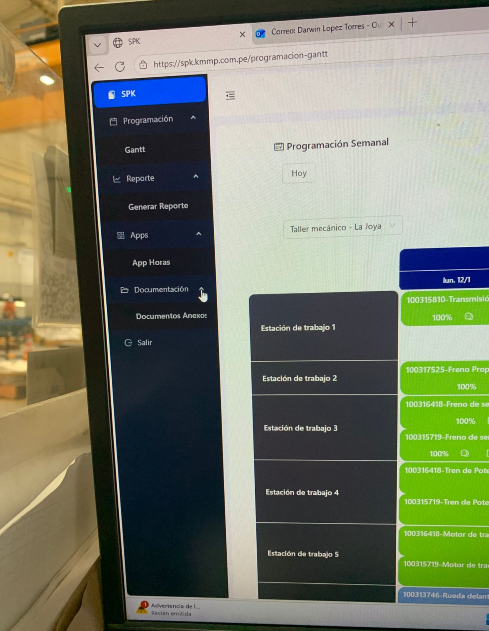 SPK
Correo: Darwin Lopez Torres - Ou
https://spk.kmmp.com.pe/programacion-gantt
SPK
Programación
Gantt
Reporte
Generar Reporte
Apps
App Horas
Documentación
Documentos Anexos
Salir
Programación Semanal
Hoy
Taller mecánico - La Joya
lun. 12/1
Estación de trabajo 1
100315810-Transmisió
100%
Estación de trabajo 2
100317525-Freno Prop
100%
Estación de trabajo 3
100316418-Freno de se
100%
100315719-Freno de se
100%
Estación de trabajo 4
100316418-Tren de Pote
100315719-Tren de Pote
Estación de trabajo 5
100316418-Motor de tra
100315719-Motor de tra
100313746-Rueda delant
Advertencia de l...
Recién emitida